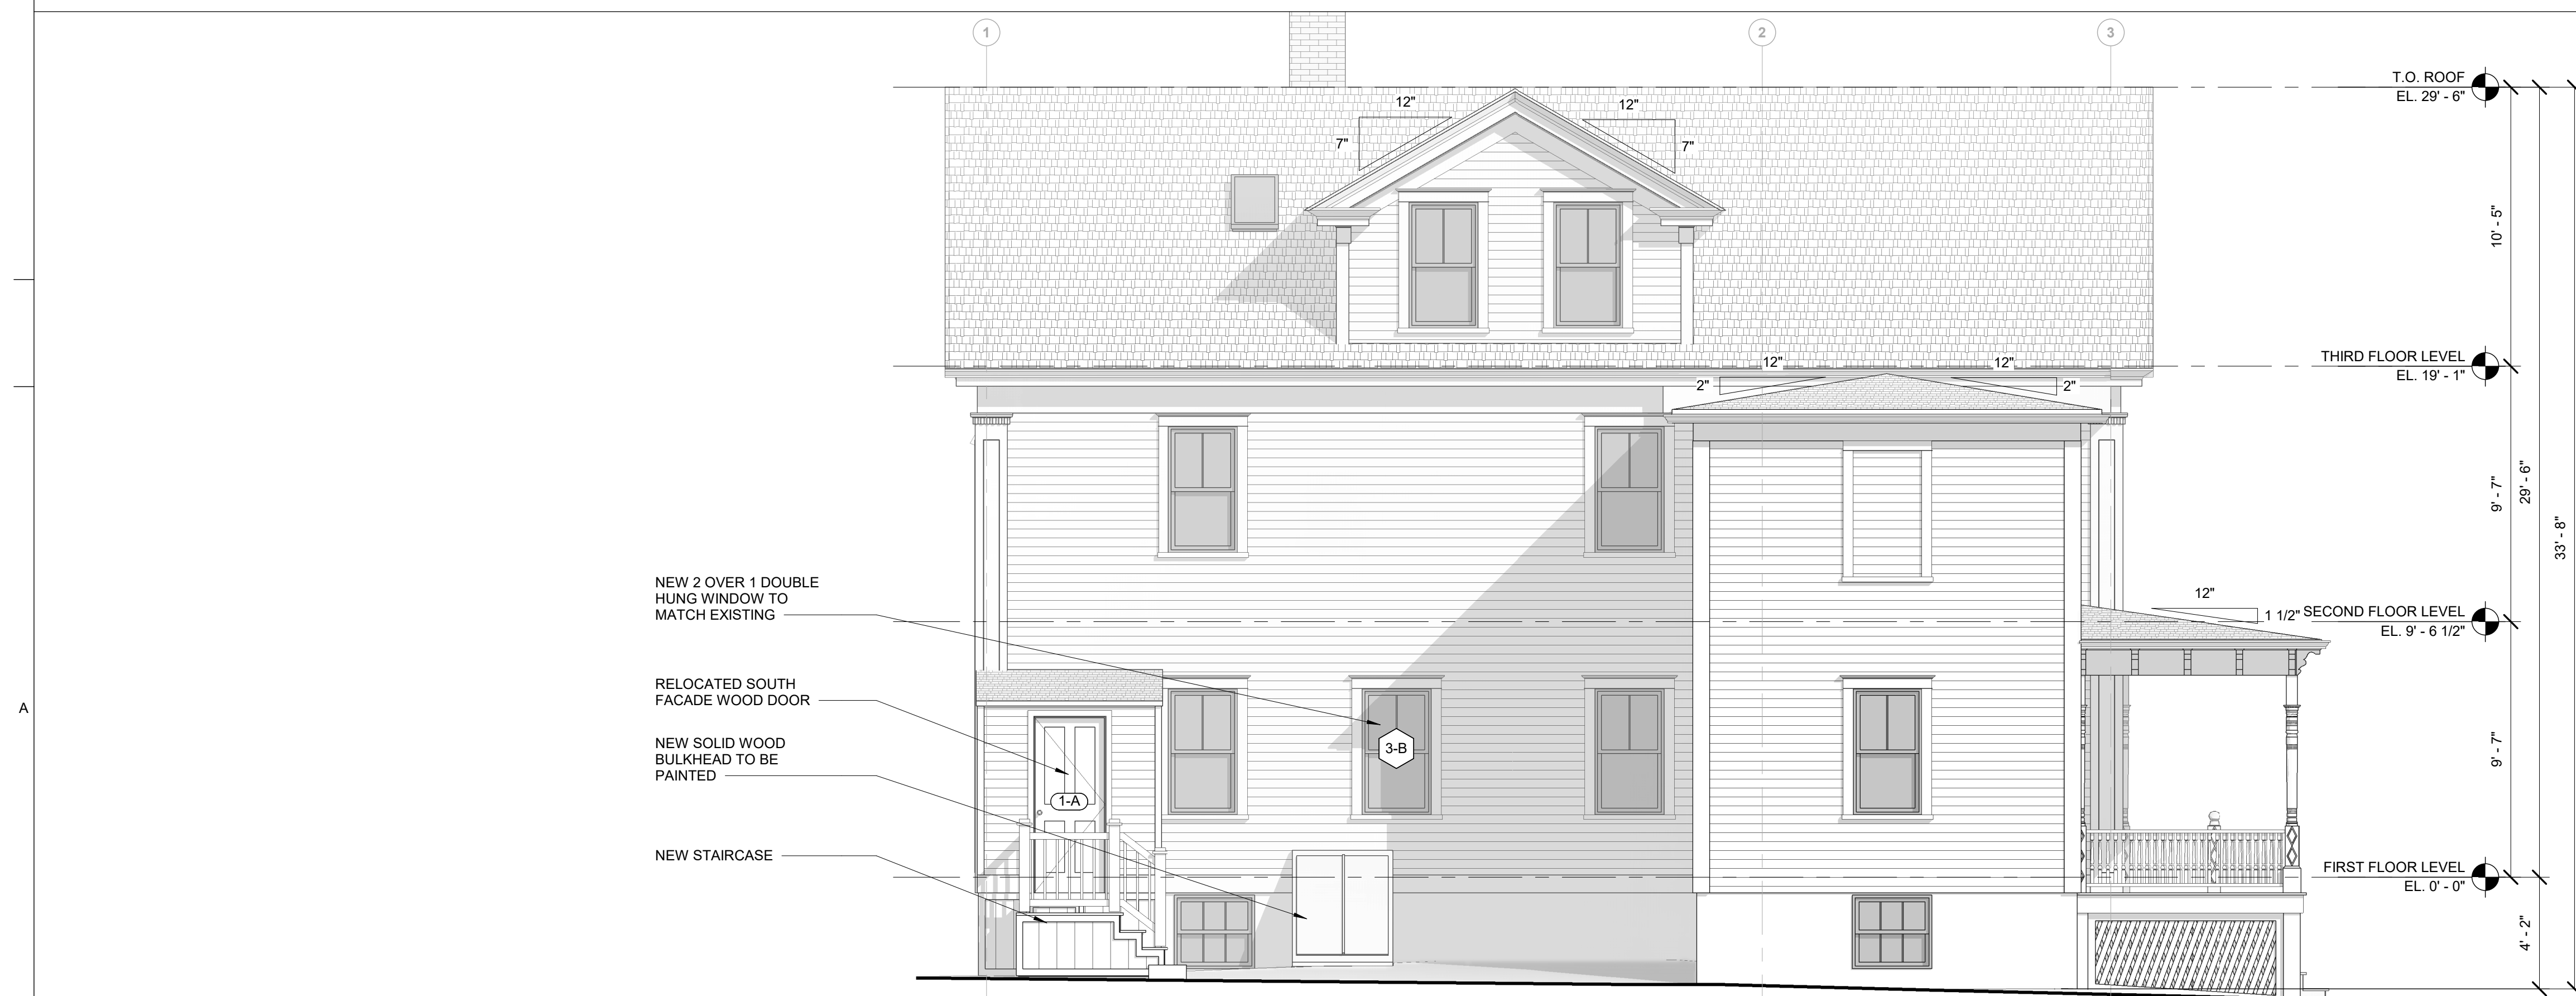 1
2
3
T.O. ROOF
EL. 29' - 6"
12"
12"
7"
7"
10' - 5"
THIRD FLOOR LEVEL
EL. 19' - 1"
12"
12"
2"
2"
9' - 7"
29' - 6"
33' - 8"
NEW 2 OVER 1 DOUBLE
HUNG WINDOW TO
MATCH EXISTING
12"
1 1/2"
SECOND FLOOR LEVEL
EL. 9' - 6 1/2"
RELOCATED SOUTH
FACADE WOOD DOOR
A
NEW SOLID WOOD
BULKHEAD TO BE
PAINTED
3-B
9' - 7"
1-A
NEW STAIRCASE
FIRST FLOOR LEVEL
EL. 0' - 0"
4' - 2"